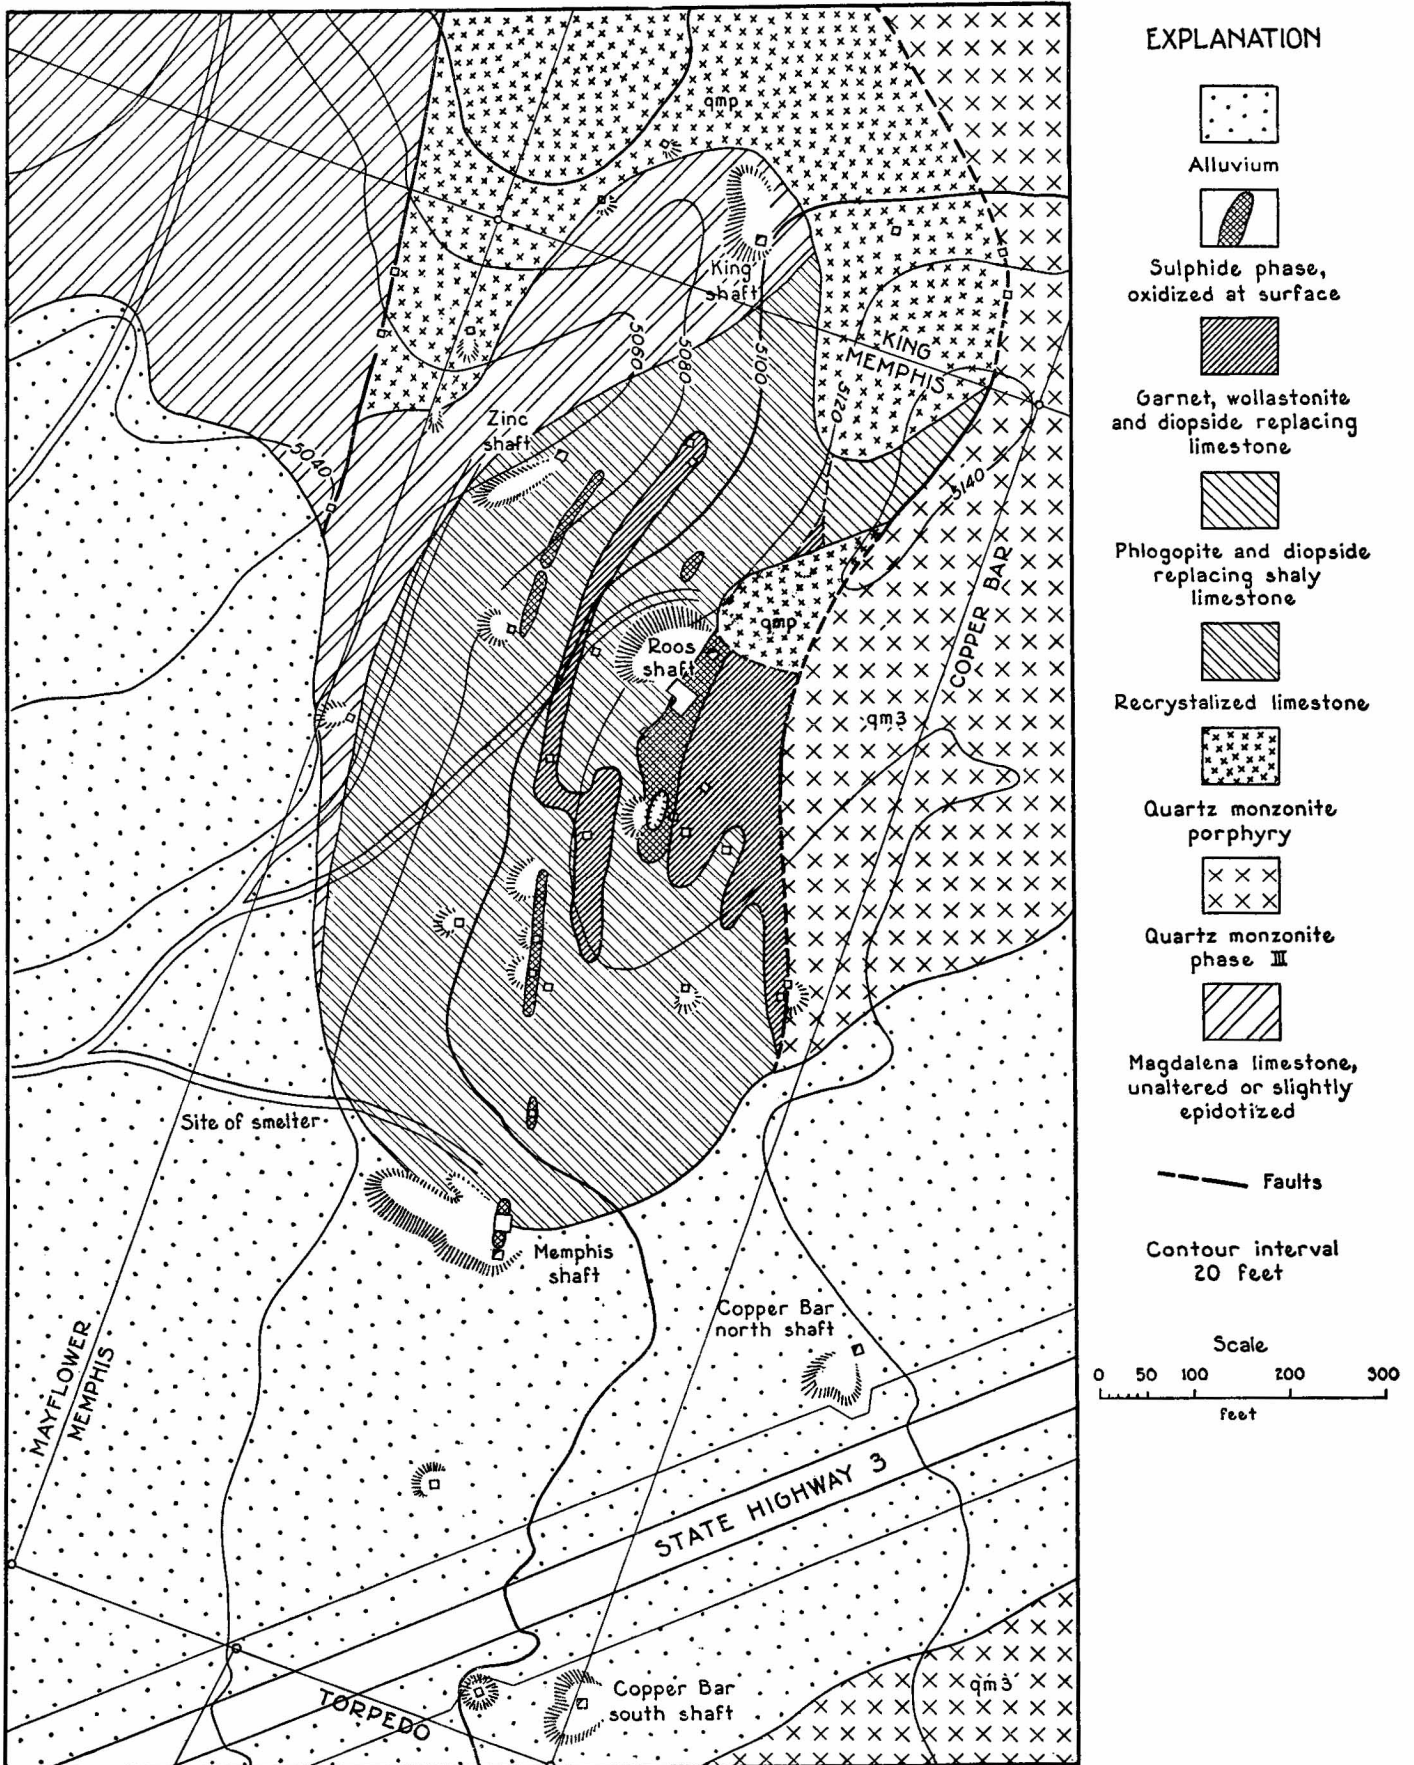 qmp
King
shaft
KING
MEMPHIS
5060
5080
5100
5120
Zinc
shaft
5040
5140
COPPER BAR
qmp
Roos
shaft
qm3
Site of smelter
Memphis
shaft
Copper Bar
north shaft
MAYFLOWER
MEMPHIS
STATE HIGHWAY 3
TORPEDO
Copper Bar
south shaft
qm3
EXPLANATION
Alluvium
Sulphide phase,
oxidized at surface
Garnet, wollastonite
and diopside replacing
limestone
Phlogopite and diopside
replacing shaly
limestone
Recrystalized limestone
Quartz monzonite
porphyry
Quartz monzonite
phase III
Magdalena limestone,
unaltered or slightly
epidotized
Faults
Contour interval
20 feet
Scale
0 50 100 200 300
feet